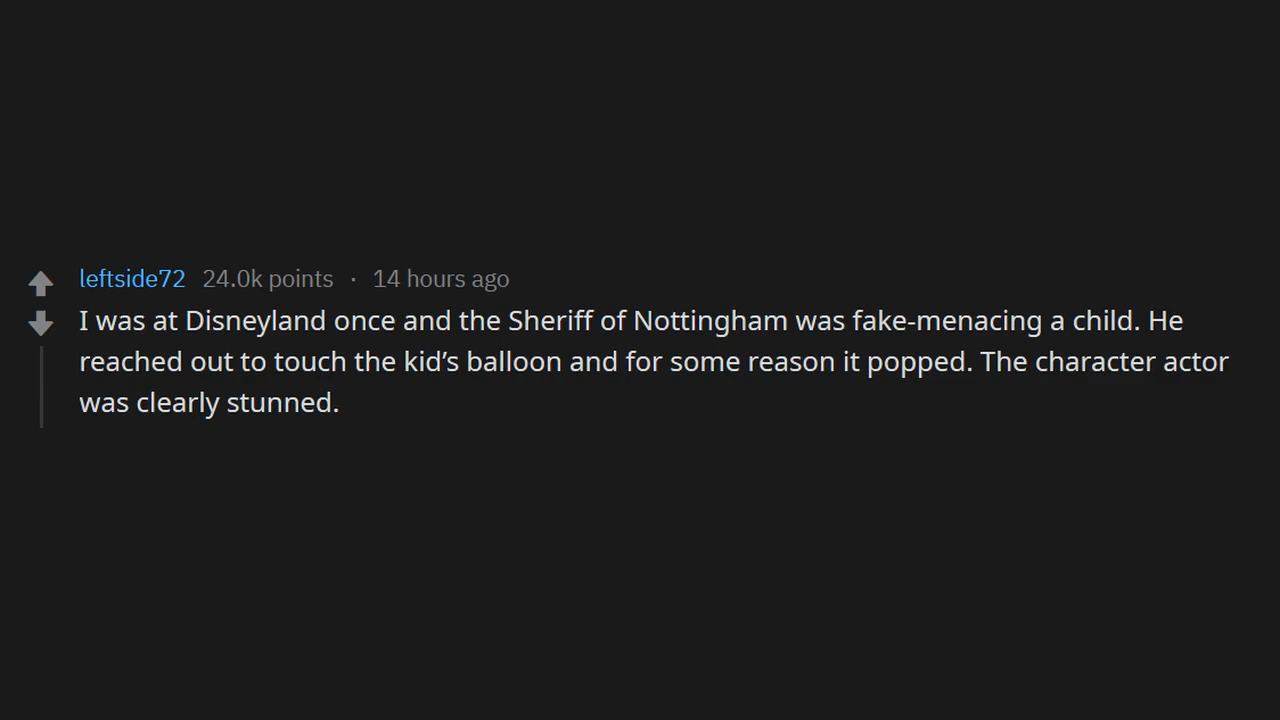 leftside72 24.0k points · 14 hours ago
I was at Disneyland once and the Sheriff of Nottingham was fake-menacing a child. He
reached out to touch the kid’s balloon and for some reason it popped. The character actor
was clearly stunned.